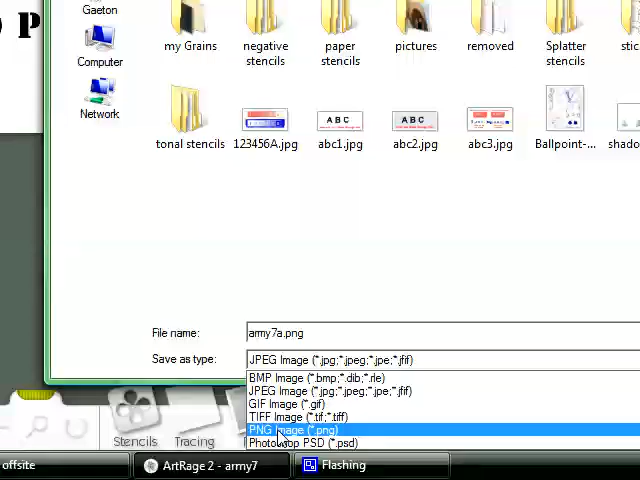 P
Gaeton
Computer
Network
my Grains
negative stencils
paper stencils
pictures
removed
Splatter stencils
tonal stencils
123456A.jpg
ABC
abc1.jpg
ABC
abc2.jpg
abc3.jpg
Ballpoint-...
File name:
army7a.png
Save as type:
JPEG Image (*.jpg;*.jpeg;*.jpe;*.jfif)
BMP Image (*.bmp;*.dib;*.rle)
JPEG Image (*.jpg;*.jpeg;*.jpe;*.jfif)
GIF Image (*.gif)
TIFF Image (*.tif;*.tiff)
PNG Image (*.png)
Photoshop PSD (*.psd)
Stencils
Tracing
offsite
ArtRage 2 - army7
Flashing